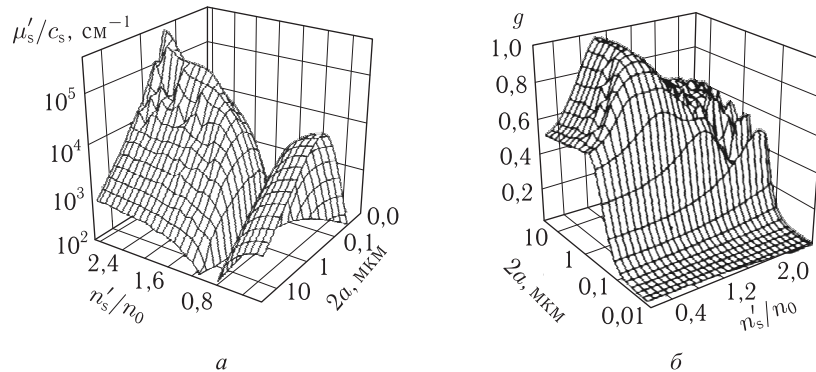 μ′ₛ/cₛ, см⁻¹
10⁵
10⁴
10³
10²
2,4
1,6
0,8
n′ₛ/n₀
10
1
0,1
0,0
2a, мкм
а
g
1,0
0,8
0,6
0,4
0,2
10
1
0,1
0,01
2a, мкм
0,4
1,2
2,0
n′ₛ/n₀
б